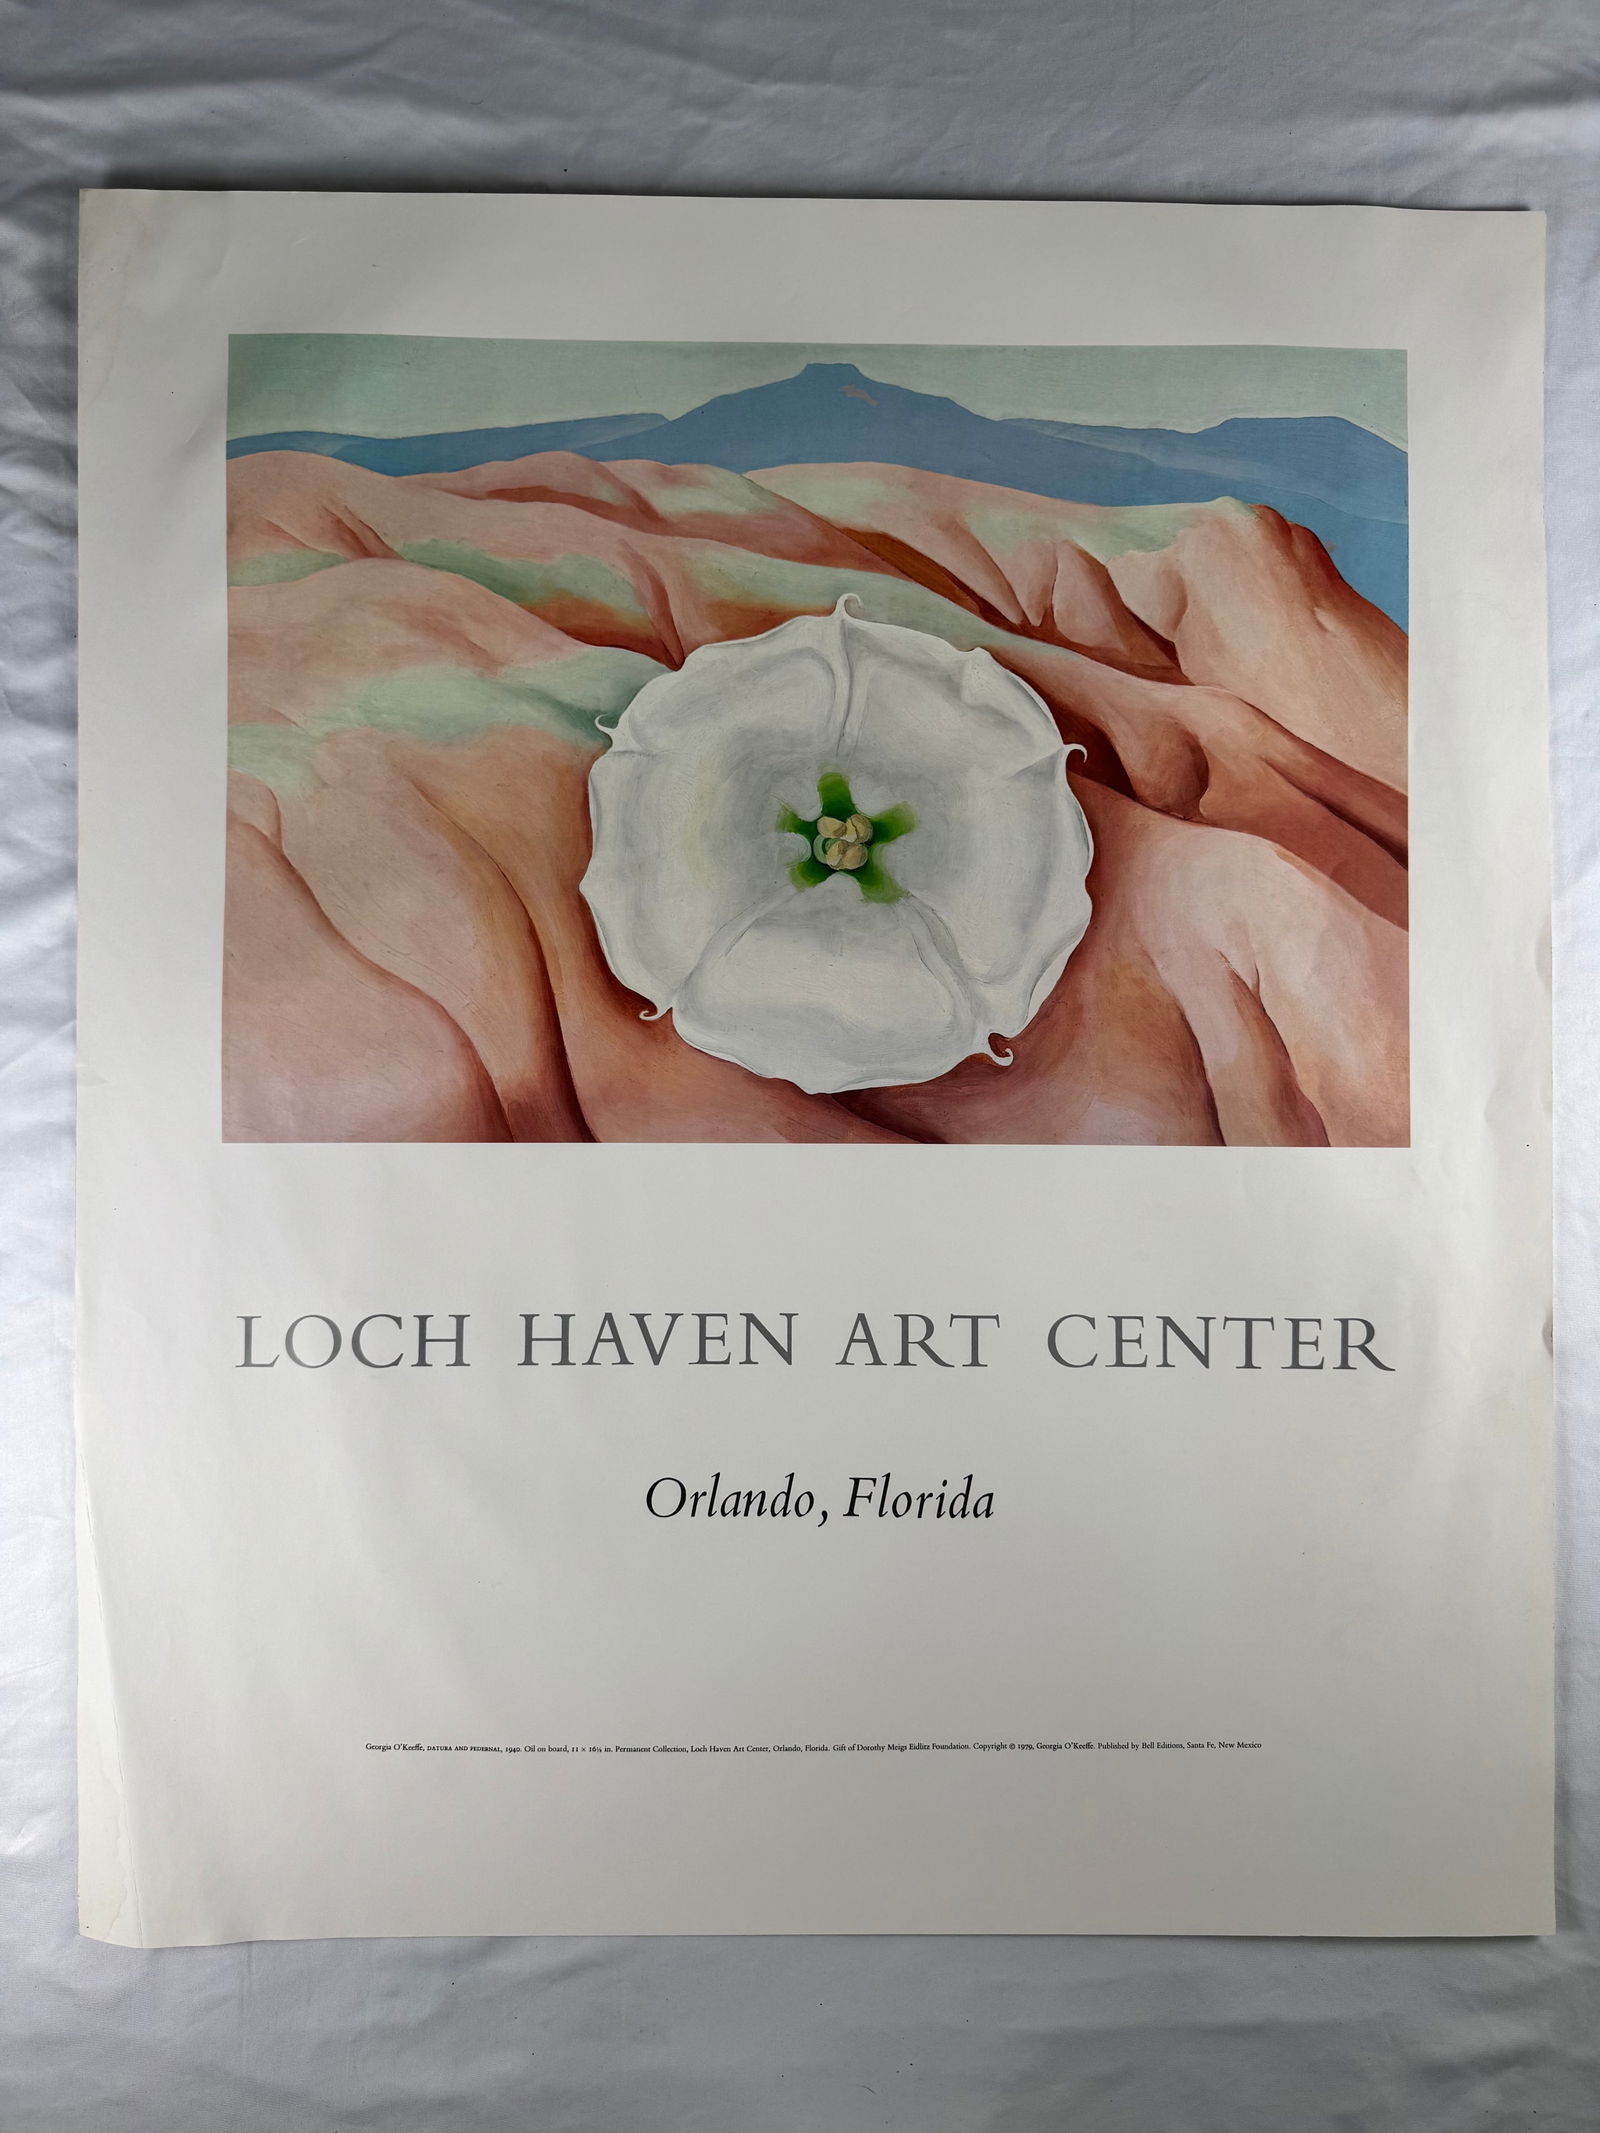 LOCH HAVEN ART CENTER
Orlando, Florida
Georgia O'Keeffe, DATURA AND PEDERNAL, 1940. Oil on board, 11 × 16⅛ in. Permanent Collection, Loch Haven Art Center, Orlando, Florida. Gift of Dorothy Meigs Eidlitz Foundation. Copyright © 1979, Georgia O'Keeffe. Published by Bell Editions, Santa Fe, New Mexico